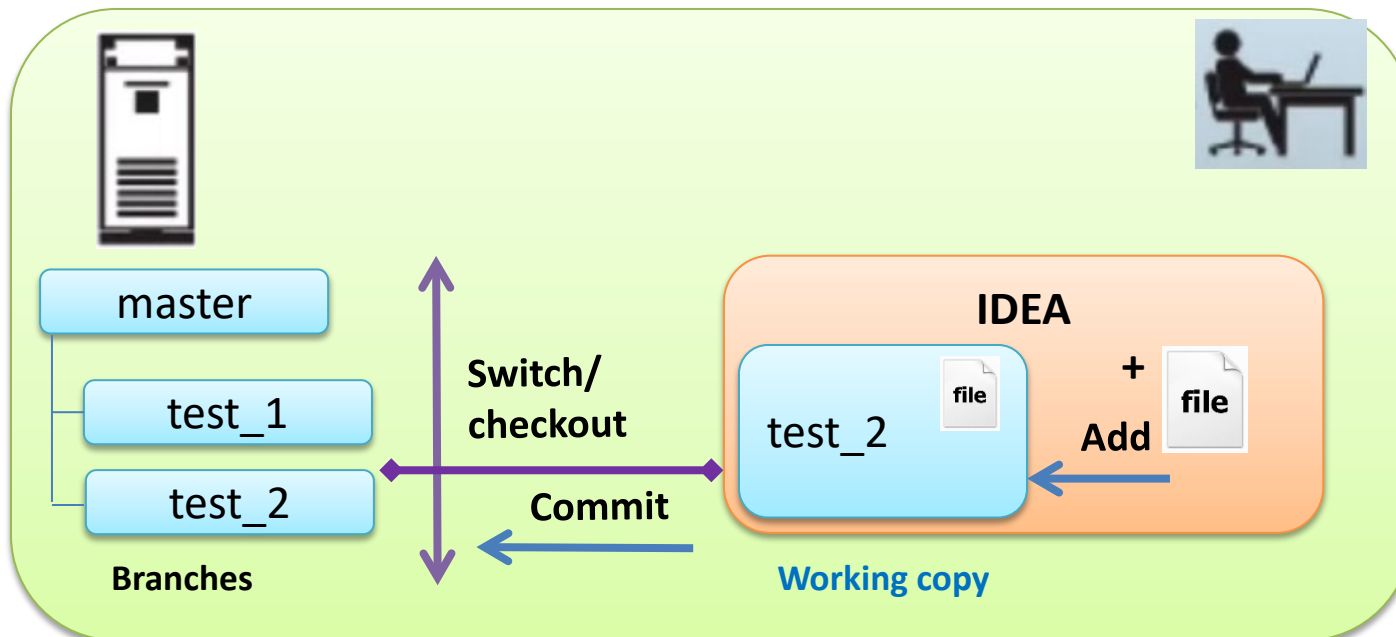 master
test_1
test_2
Branches
Switch/
checkout
Commit
IDEA
test_2
file
+
Add
file
Working copy